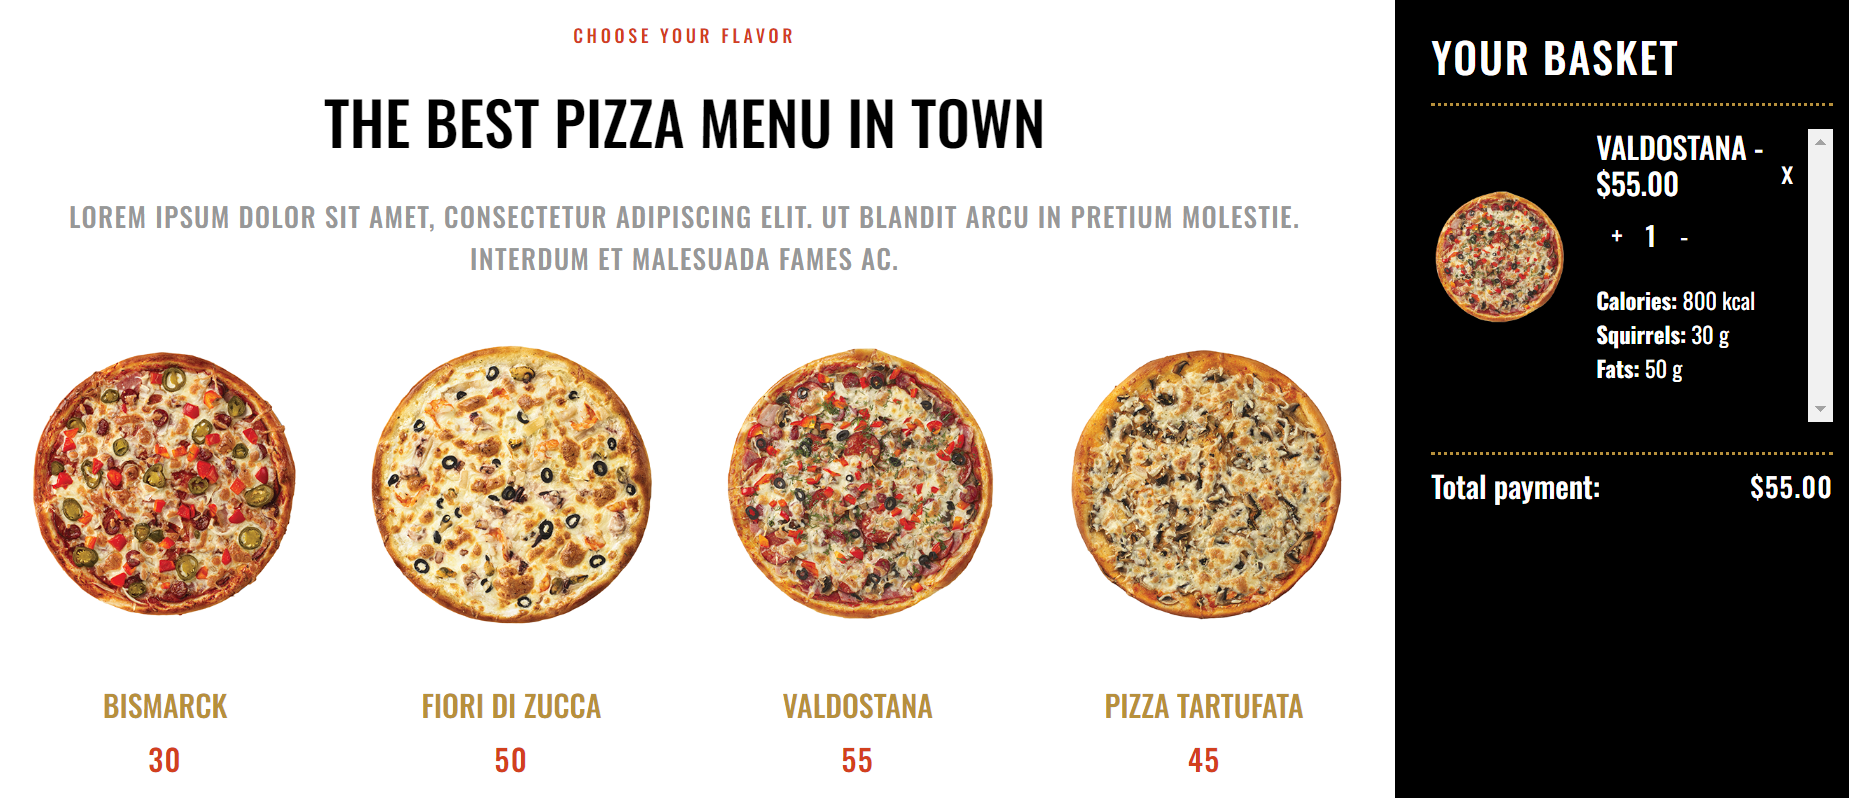 CHOOSE YOUR FLAVOR
THE BEST PIZZA MENU IN TOWN
LOREM IPSUM DOLOR SIT AMET, CONSECTETUR ADIPISCING ELIT. UT BLANDIT ARCU IN PRETIUM MOLESTIE.
INTERDUM ET MALESUADA FAMES AC.
BISMARCK
30
FIORI DI ZUCCA
50
VALDOSTANA
55
PIZZA TARTUFATA
45
YOUR BASKET
VALDOSTANA -
$55.00
X
+ 1 -
Calories: 800 kcal
Squirrels: 30 g
Fats: 50 g
Total payment: $55.00